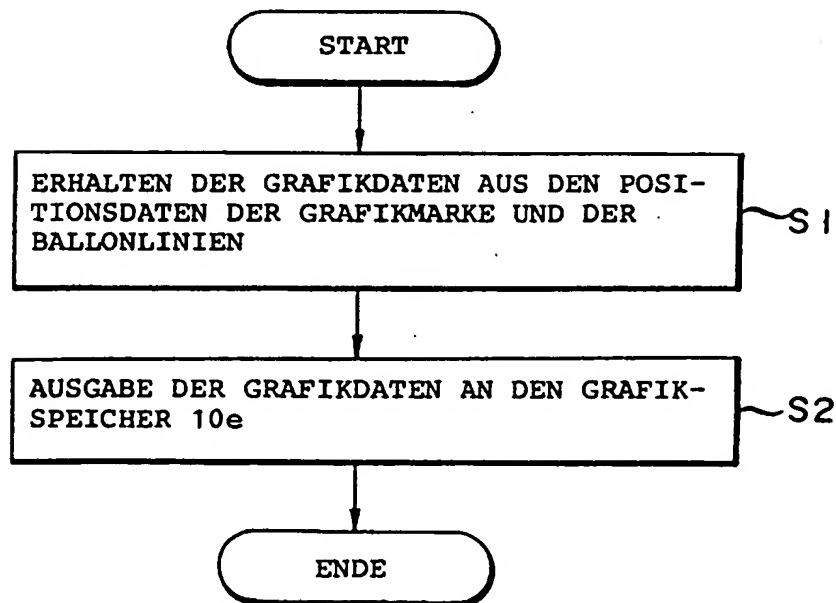 START
ERHALTEN DER GRAFIKDATEN AUS DEN POSI-
TIONSDATEN DER GRAFIKMARKE UND DER
BALLONLINIEN
S1
AUSGABE DER GRAFIKDATEN AN DEN GRAFIK-
SPEICHER 10e
S2
ENDE